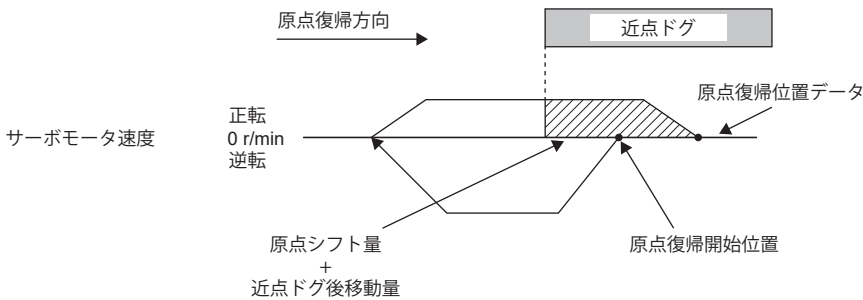 原点復帰方向
近点ドグ
原点復帰位置データ
サーボモータ速度
正転
0 r/min
逆転
原点シフト量
+
近点ドグ後移動量
原点復帰開始位置